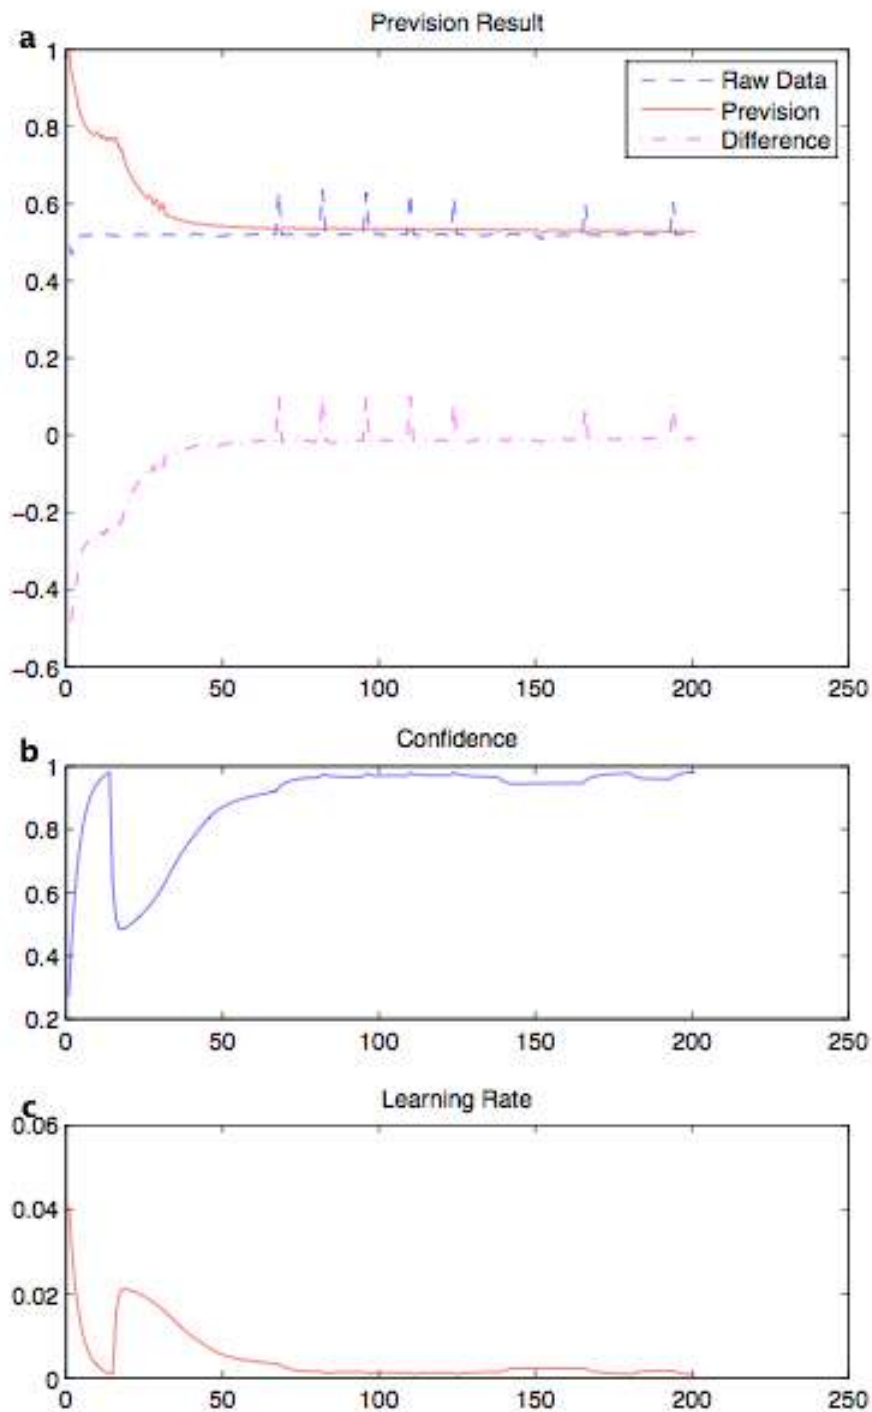 a
Prevision Result
1
0.8
0.6
0.4
0.2
0
−0.2
−0.4
−0.6
Raw Data
Prevision
Difference
0 50 100 150 200 250
b
Confidence
1
0.8
0.6
0.4
0.2
0 50 100 150 200 250
c
Learning Rate
0.06
0.04
0.02
0
0 50 100 150 200 250